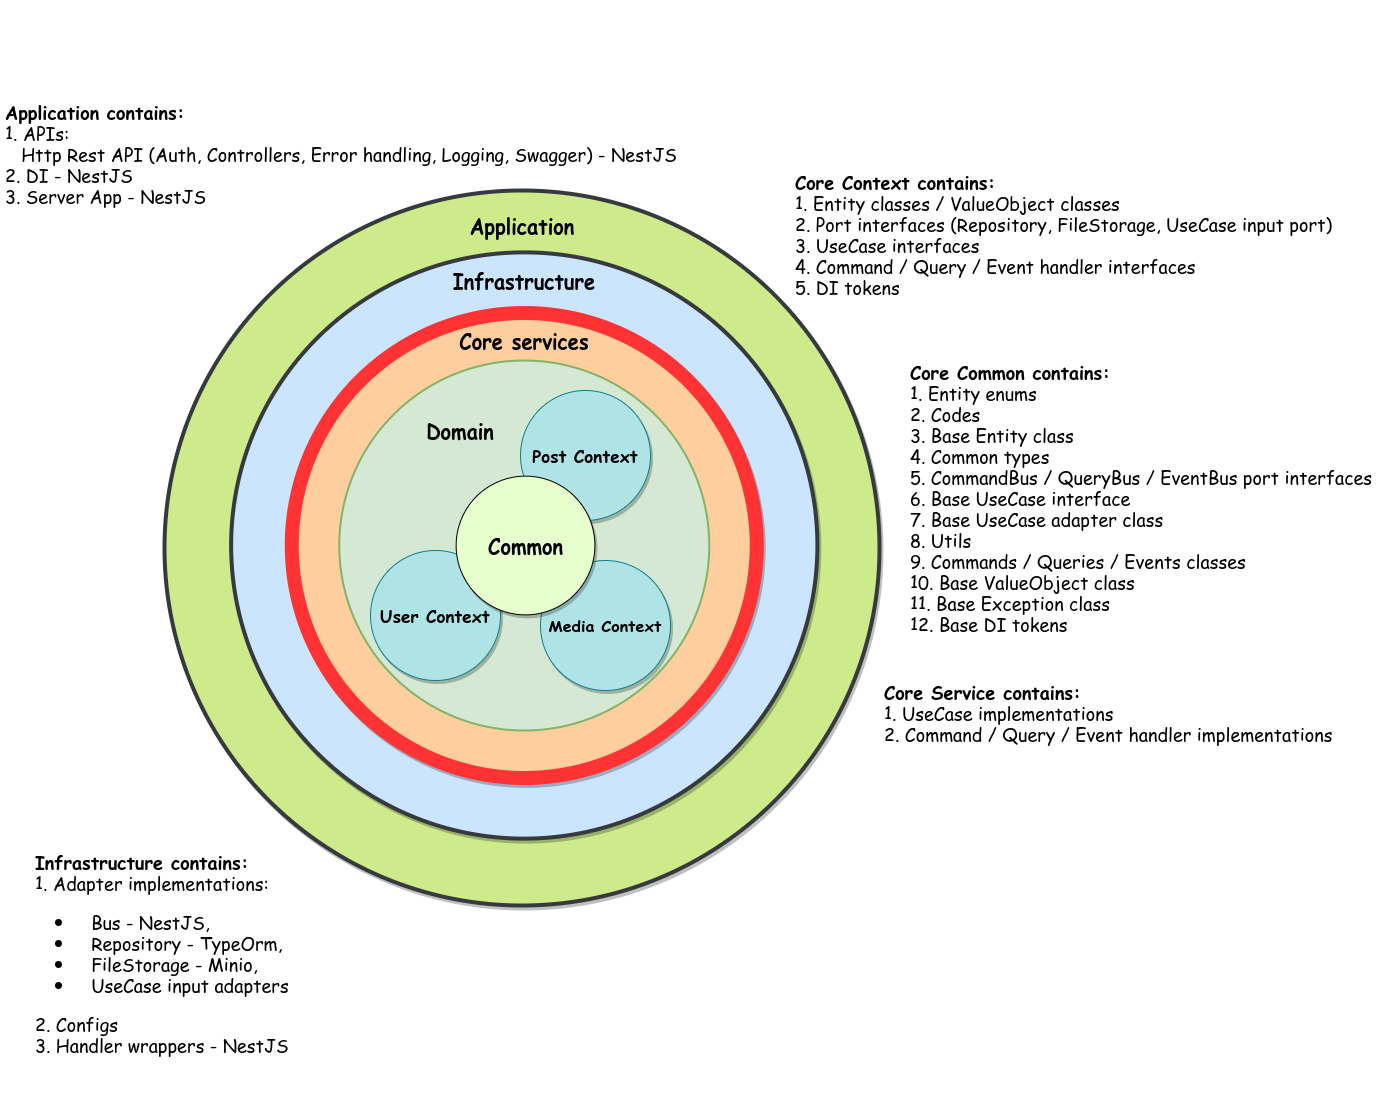 Application contains:
1. APIs:
Http Rest API (Auth, Controllers, Error handling, Logging, Swagger) - NestJS
2. DI - NestJS
3. Server App - NestJS
Core Context contains:
1. Entity classes / ValueObject classes
2. Port interfaces (Repository, FileStorage, UseCase input port)
3. UseCase interfaces
4. Command / Query / Event handler interfaces
5. DI tokens
Application
Infrastructure
Core services
Domain
Post Context
Common
User Context
Media Context
Core Common contains:
1. Entity enums
2. Codes
3. Base Entity class
4. Common types
5. CommandBus / QueryBus / EventBus port interfaces
6. Base UseCase interface
7. Base UseCase adapter class
8. Utils
9. Commands / Queries / Events classes
10. Base ValueObject class
11. Base Exception class
12. Base DI tokens
Core Service contains:
1. UseCase implementations
2. Command / Query / Event handler implementations
Infrastructure contains:
1. Adapter implementations:
• Bus - NestJS,
• Repository - TypeOrm,
• FileStorage - Minio,
• UseCase input adapters
2. Configs
3. Handler wrappers - NestJS